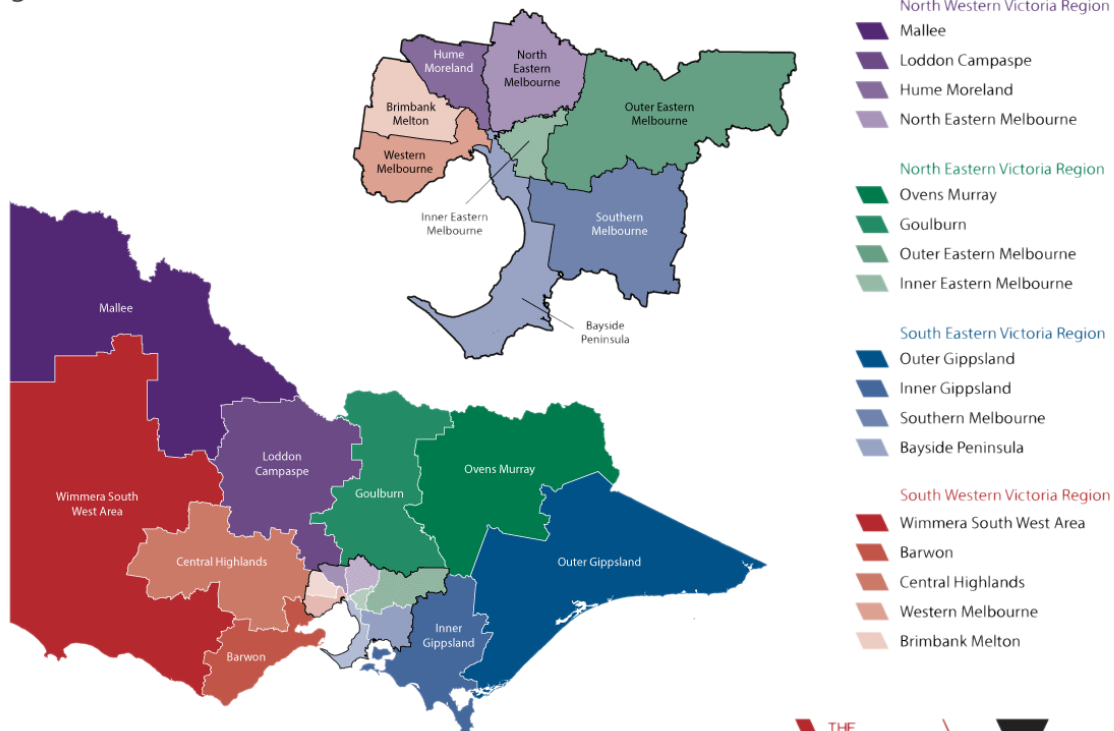 North Western Victoria Region
Mallee
Loddon Campaspe
Hume Moreland
North Eastern Melbourne
North Eastern Victoria Region
Ovens Murray
Goulburn
Outer Eastern Melbourne
Inner Eastern Melbourne
South Eastern Victoria Region
Outer Gippsland
Inner Gippsland
Southern Melbourne
Bayside Peninsula
South Western Victoria Region
Wimmera South West Area
Barwon
Central Highlands
Western Melbourne
Brimbank Melton
Hume
Moreland
North
Eastern
Melbourne
Brimbank
Melton
Outer Eastern
Melbourne
Western
Melbourne
Inner Eastern
Melbourne
Southern
Melbourne
Bayside
Peninsula
Mallee
Loddon
Campaspe
Goulburn
Ovens Murray
Wimmera South
West Area
Central Highlands
Outer Gippsland
Inner
Gippsland
Barwon
THE